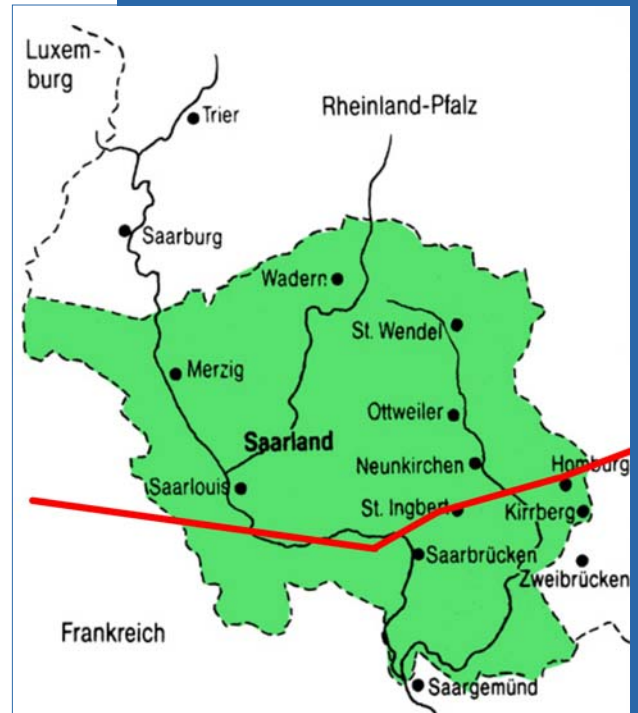 Luxem-
burg
Trier
Rheinland-Pfalz
Saarburg
Wadern
St. Wendel
Merzig
Ottweiler
Saarland
Neunkirchen
Homburg
Saarlouis
St. Ingbert
Kirrberg
Saarbrücken
Zweibrücken
Frankreich
Saargemünd